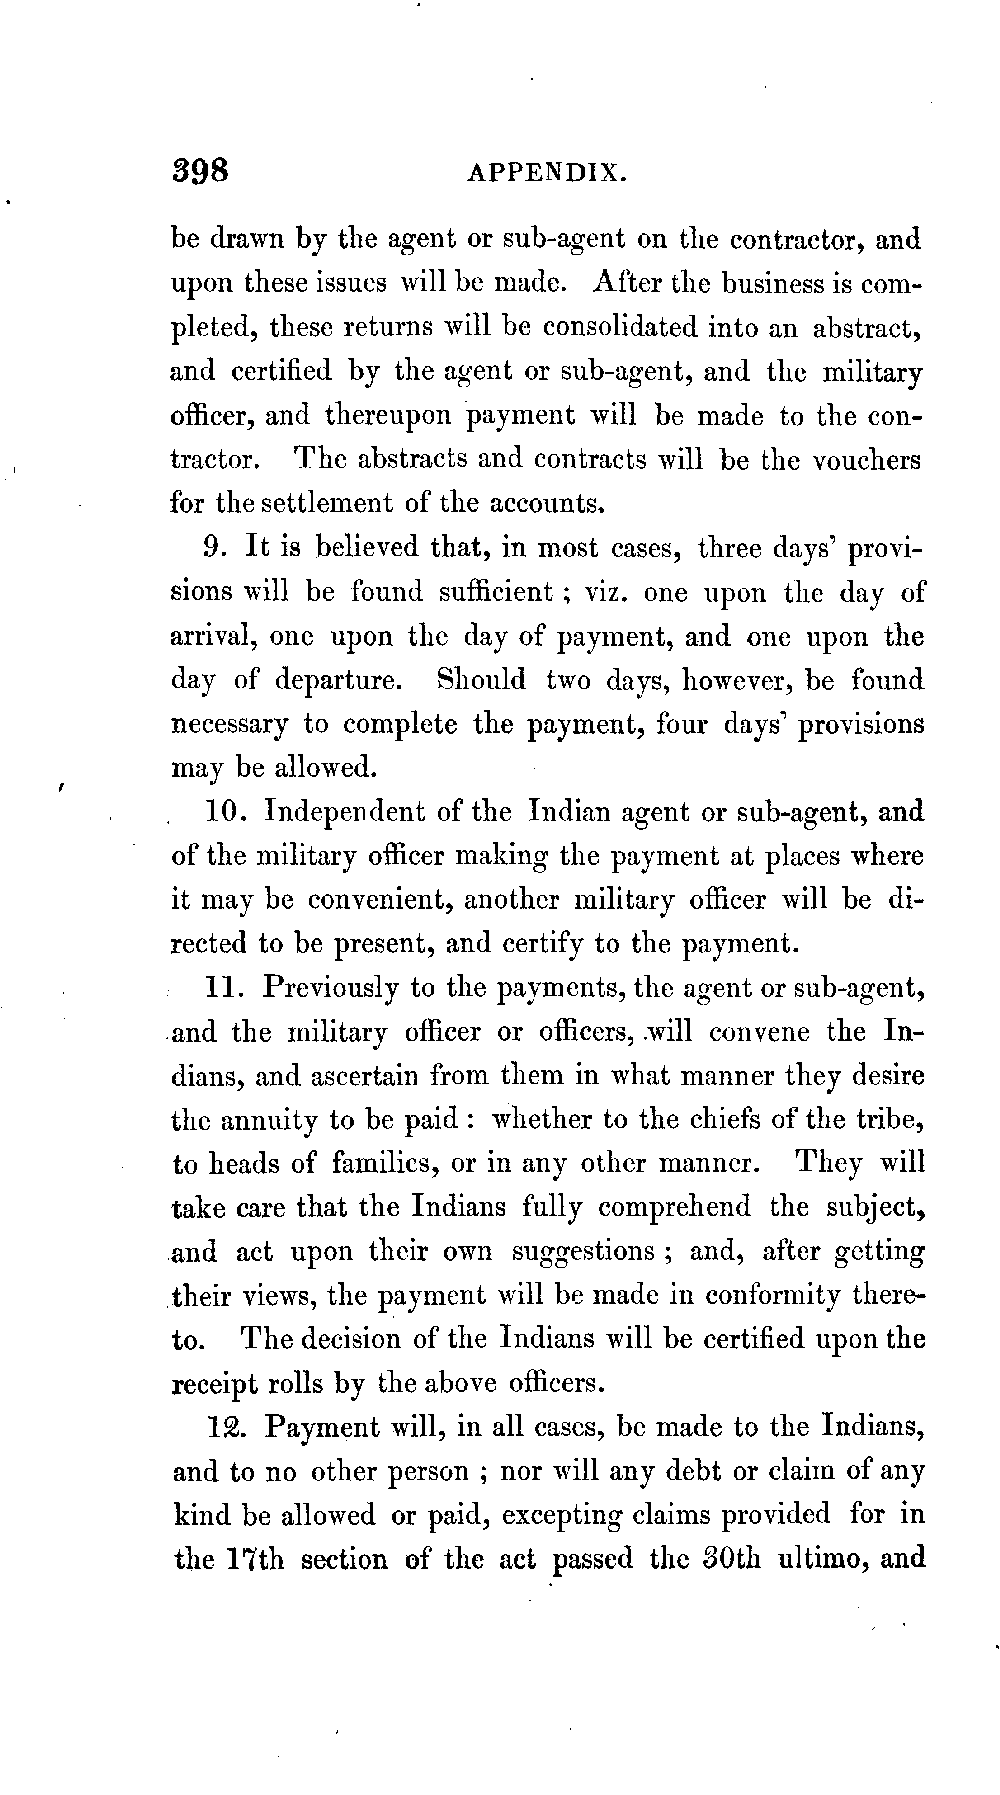 398 APPENDIX.
be drawn by the agent or sub-agent on the contractor, and
upon these issues will be made. After the business is com-
pleted, these returns will be consolidated into an abstract,
and certified by the agent or sub-agent, and the military
officer, and thereupon payment will be made to the con-
tractor. The abstracts and contracts will be the vouchers
for the settlement of the accounts.
9. It is believed that, in most cases, three days' provi-
sions will be found sufficient ; viz. one upon the day of
arrival, one upon the day of payment, and one upon the
day of departure. Should two days, however, be found
necessary to complete the payment, four days' provisions
may be allowed.
10. Independent of the Indian agent or sub-agent, and
of the military officer making the payment at places where
it may be convenient, another military officer will be di-
rected to be present, and certify to the payment.
11. Previously to the payments, the agent or sub-agent,
and the military officer or officers, will convene the In-
dians, and ascertain from them in what manner they desire
the annuity to be paid : whether to the chiefs of the tribe,
to heads of families, or in any other manner. They will
take care that the Indians fully comprehend the subject,
and act upon their own suggestions ; and, after getting
their views, the payment will be made in conformity there-
to. The decision of the Indians will be certified upon the
receipt rolls by the above officers.
12. Payment will, in all cases, be made to the Indians,
and to no other person ; nor will any debt or claim of any
kind be allowed or paid, excepting claims provided for in
the 17th section of the act passed the 30th ultimo, and